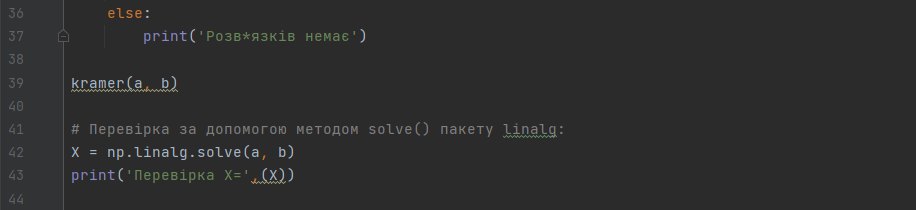 36 else:
37 print('Розв*язків немає')
38
39 kramer(a, b)
40
41 # Перевірка за допомогою методом solve() пакету linalg:
42 X = np.linalg.solve(a, b)
43 print('Перевірка X=',(X))
44